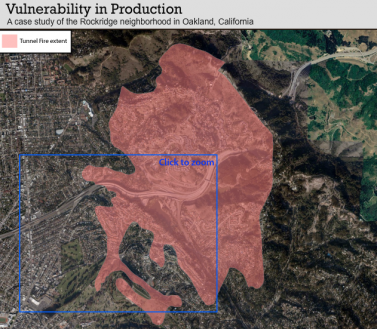 Vulnerability in Production
A case study of the Rockridge neighborhood in Oakland, California
Tunnel Fire extent
Click to zoom